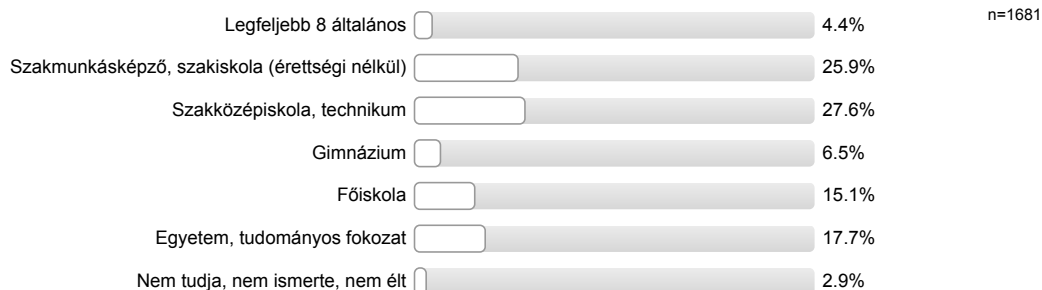 n=1681
Legfeljebb 8 általános 4.4%
Szakmunkásképző, szakiskola (érettségi nélkül) 25.9%
Szakközépiskola, technikum 27.6%
Gimnázium 6.5%
Főiskola 15.1%
Egyetem, tudományos fokozat 17.7%
Nem tudja, nem ismerte, nem élt 2.9%